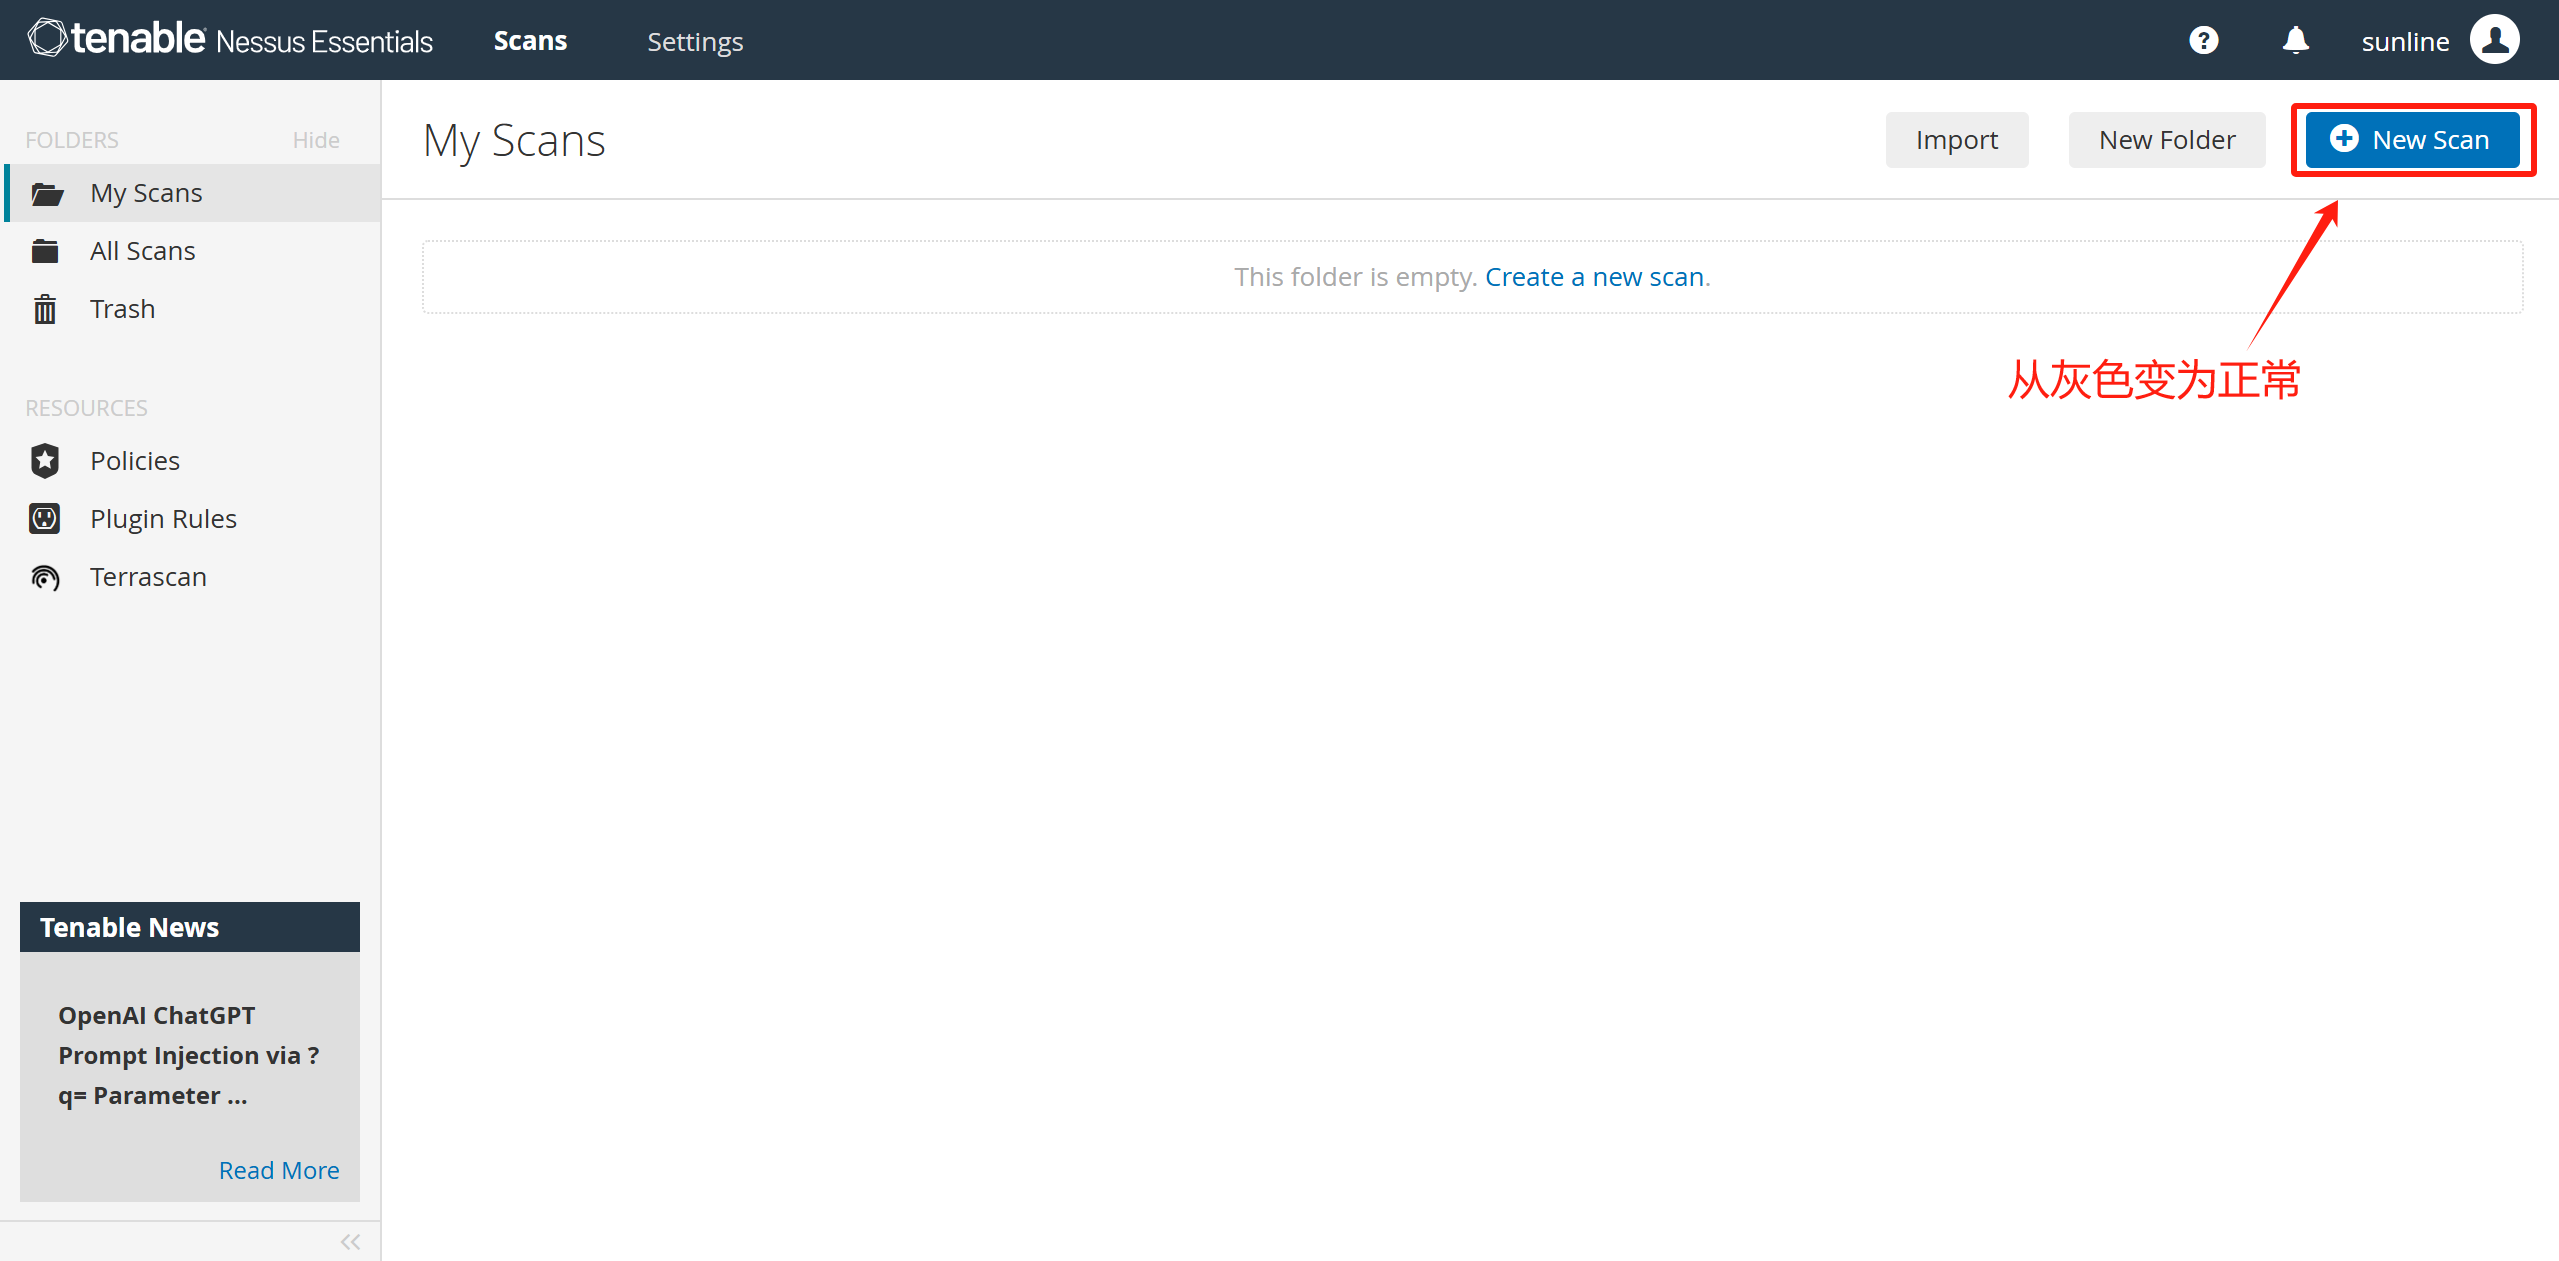 tenable Nessus Essentials
Scans
Settings
sunline
FOLDERS
Hide
My Scans
All Scans
Trash
RESOURCES
Policies
Plugin Rules
Terrascan
Tenable News
OpenAI ChatGPT
Prompt Injection via ?
q= Parameter ...
Read More
My Scans
Import
New Folder
New Scan
This folder is empty. Create a new scan.
从灰色变为正常